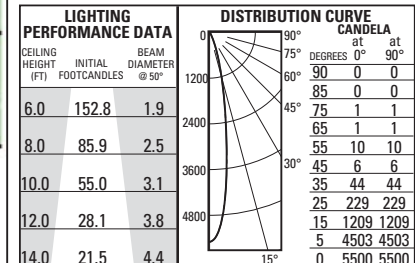 LIGHTING
PERFORMANCE DATA
CEILING
HEIGHT
(FT)
INITIAL
FOOTCANDLES
BEAM
DIAMETER
@ 50°
6.0 152.8 1.9
8.0 85.9 2.5
10.0 55.0 3.1
12.0 28.1 3.8
14.0 21.5 4.4
DISTRIBUTION CURVE
0
1200
2400
3600
4800
90°
75°
60°
45°
30°
15°
CANDELA
at at
DEGREES 0° 90°
90 0 0
85 0 0
75 1 1
65 1 1
55 10 10
45 6 6
35 44 44
25 229 229
15 1209 1209
5 4503 4503
0 5500 5500